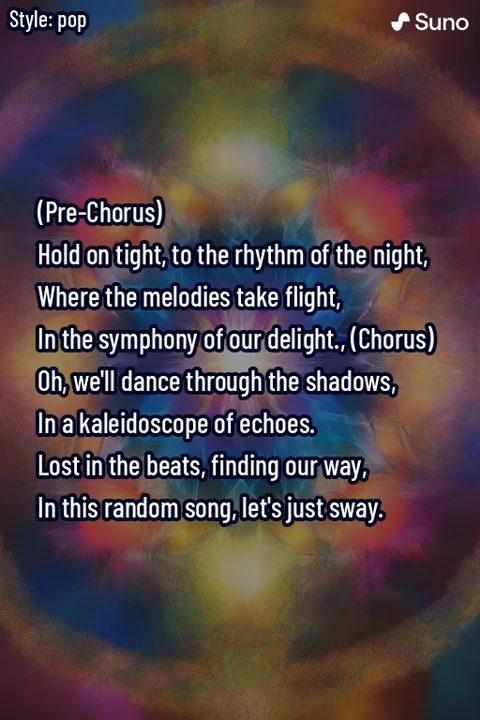 Style: pop
Suno
(Pre-Chorus)
Hold on tight, to the rhythm of the night,
Where the melodies take flight,
In the symphony of our delight., (Chorus)
Oh, we'll dance through the shadows,
In a kaleidoscope of echoes.
Lost in the beats, finding our way,
In this random song, let's just sway.